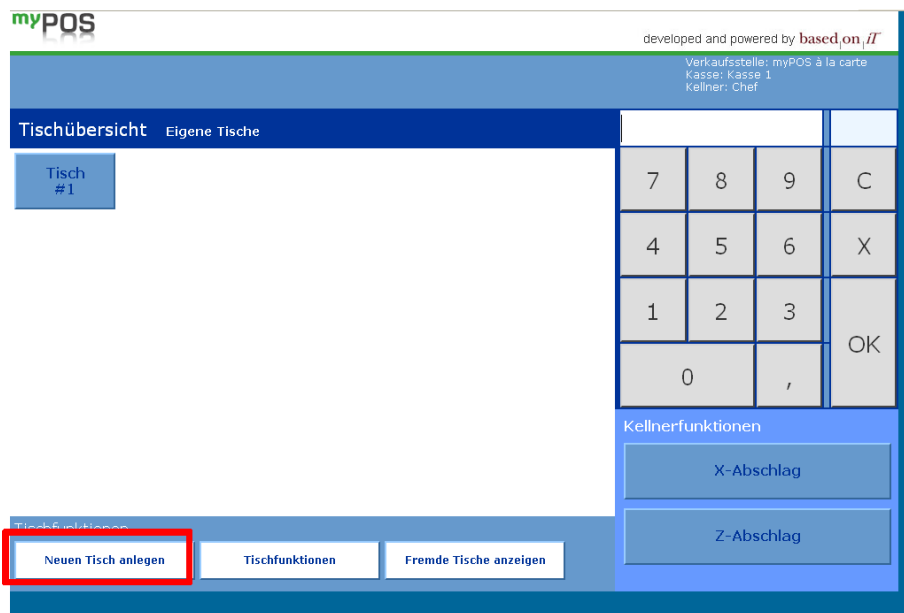 myPOS
developed and powered by based|on|iT
Verkaufsstelle: myPOS à la carte
Kasse: Kasse 1
Kellner: Chef
Tischübersicht Eigene Tische
Tisch
#1
7 8 9 C
4 5 6 X
1 2 3
OK
0 ,
Kellnerfunktionen
X-Abschlag
Z-Abschlag
Tischfunktionen
Neuen Tisch anlegen Tischfunktionen Fremde Tische anzeigen